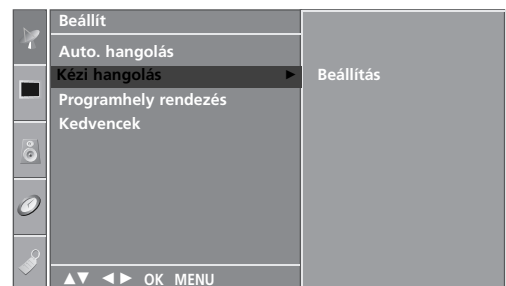 Beállít
Auto. hangolás
Kézi hangolás ► Beállítás
Programhely rendezés
Kedvencek
▲▼ ◄► OK MENU